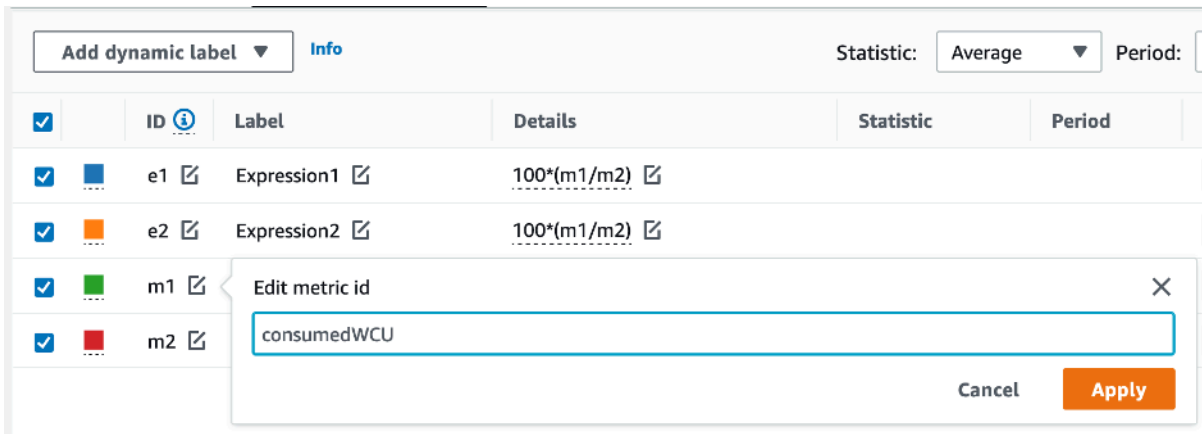 Add dynamic label ▼ Info Statistic: Average ▼ Period:
ID Label Details Statistic Period
e1 Expression1 100*(m1/m2)
e2 Expression2 100*(m1/m2)
m1 Edit metric id
consumedWCU
m2
Cancel Apply